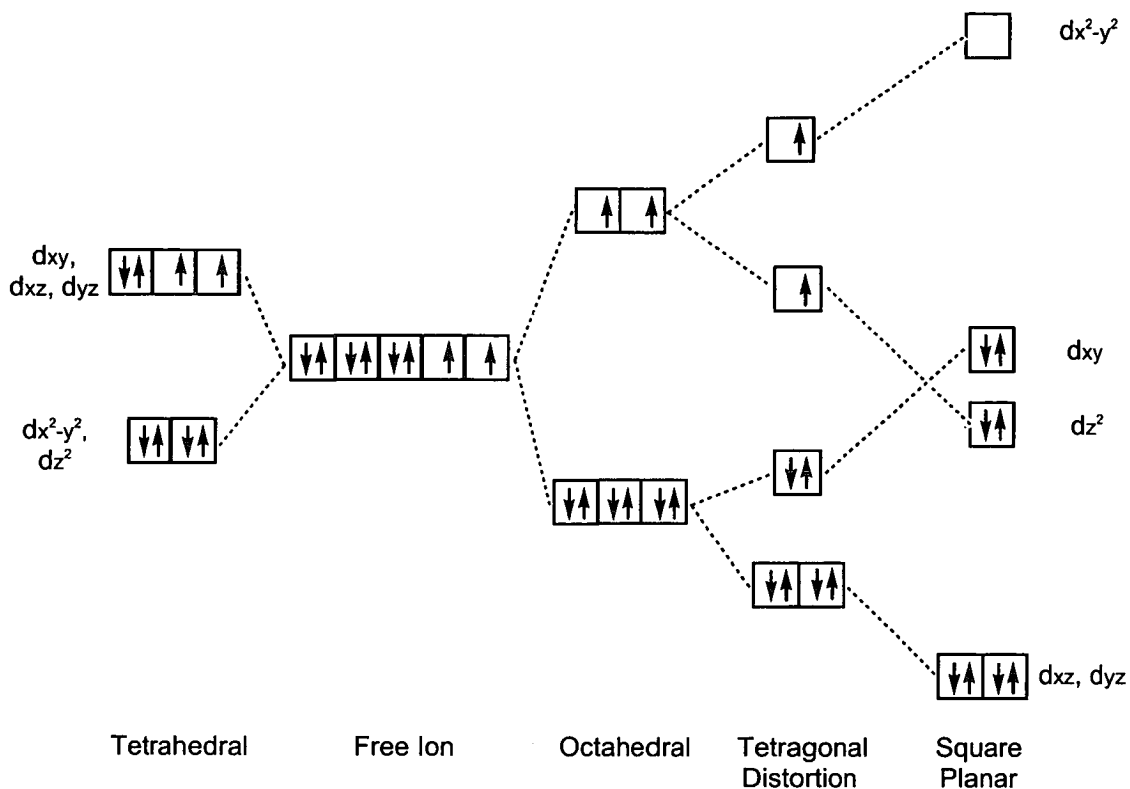 dx²-y²
dxy,
dxz, dyz
dxy
dx²-y²,
dz²
dz²
dxz, dyz
Tetrahedral
Free Ion
Octahedral
Tetragonal
Distortion
Square
Planar